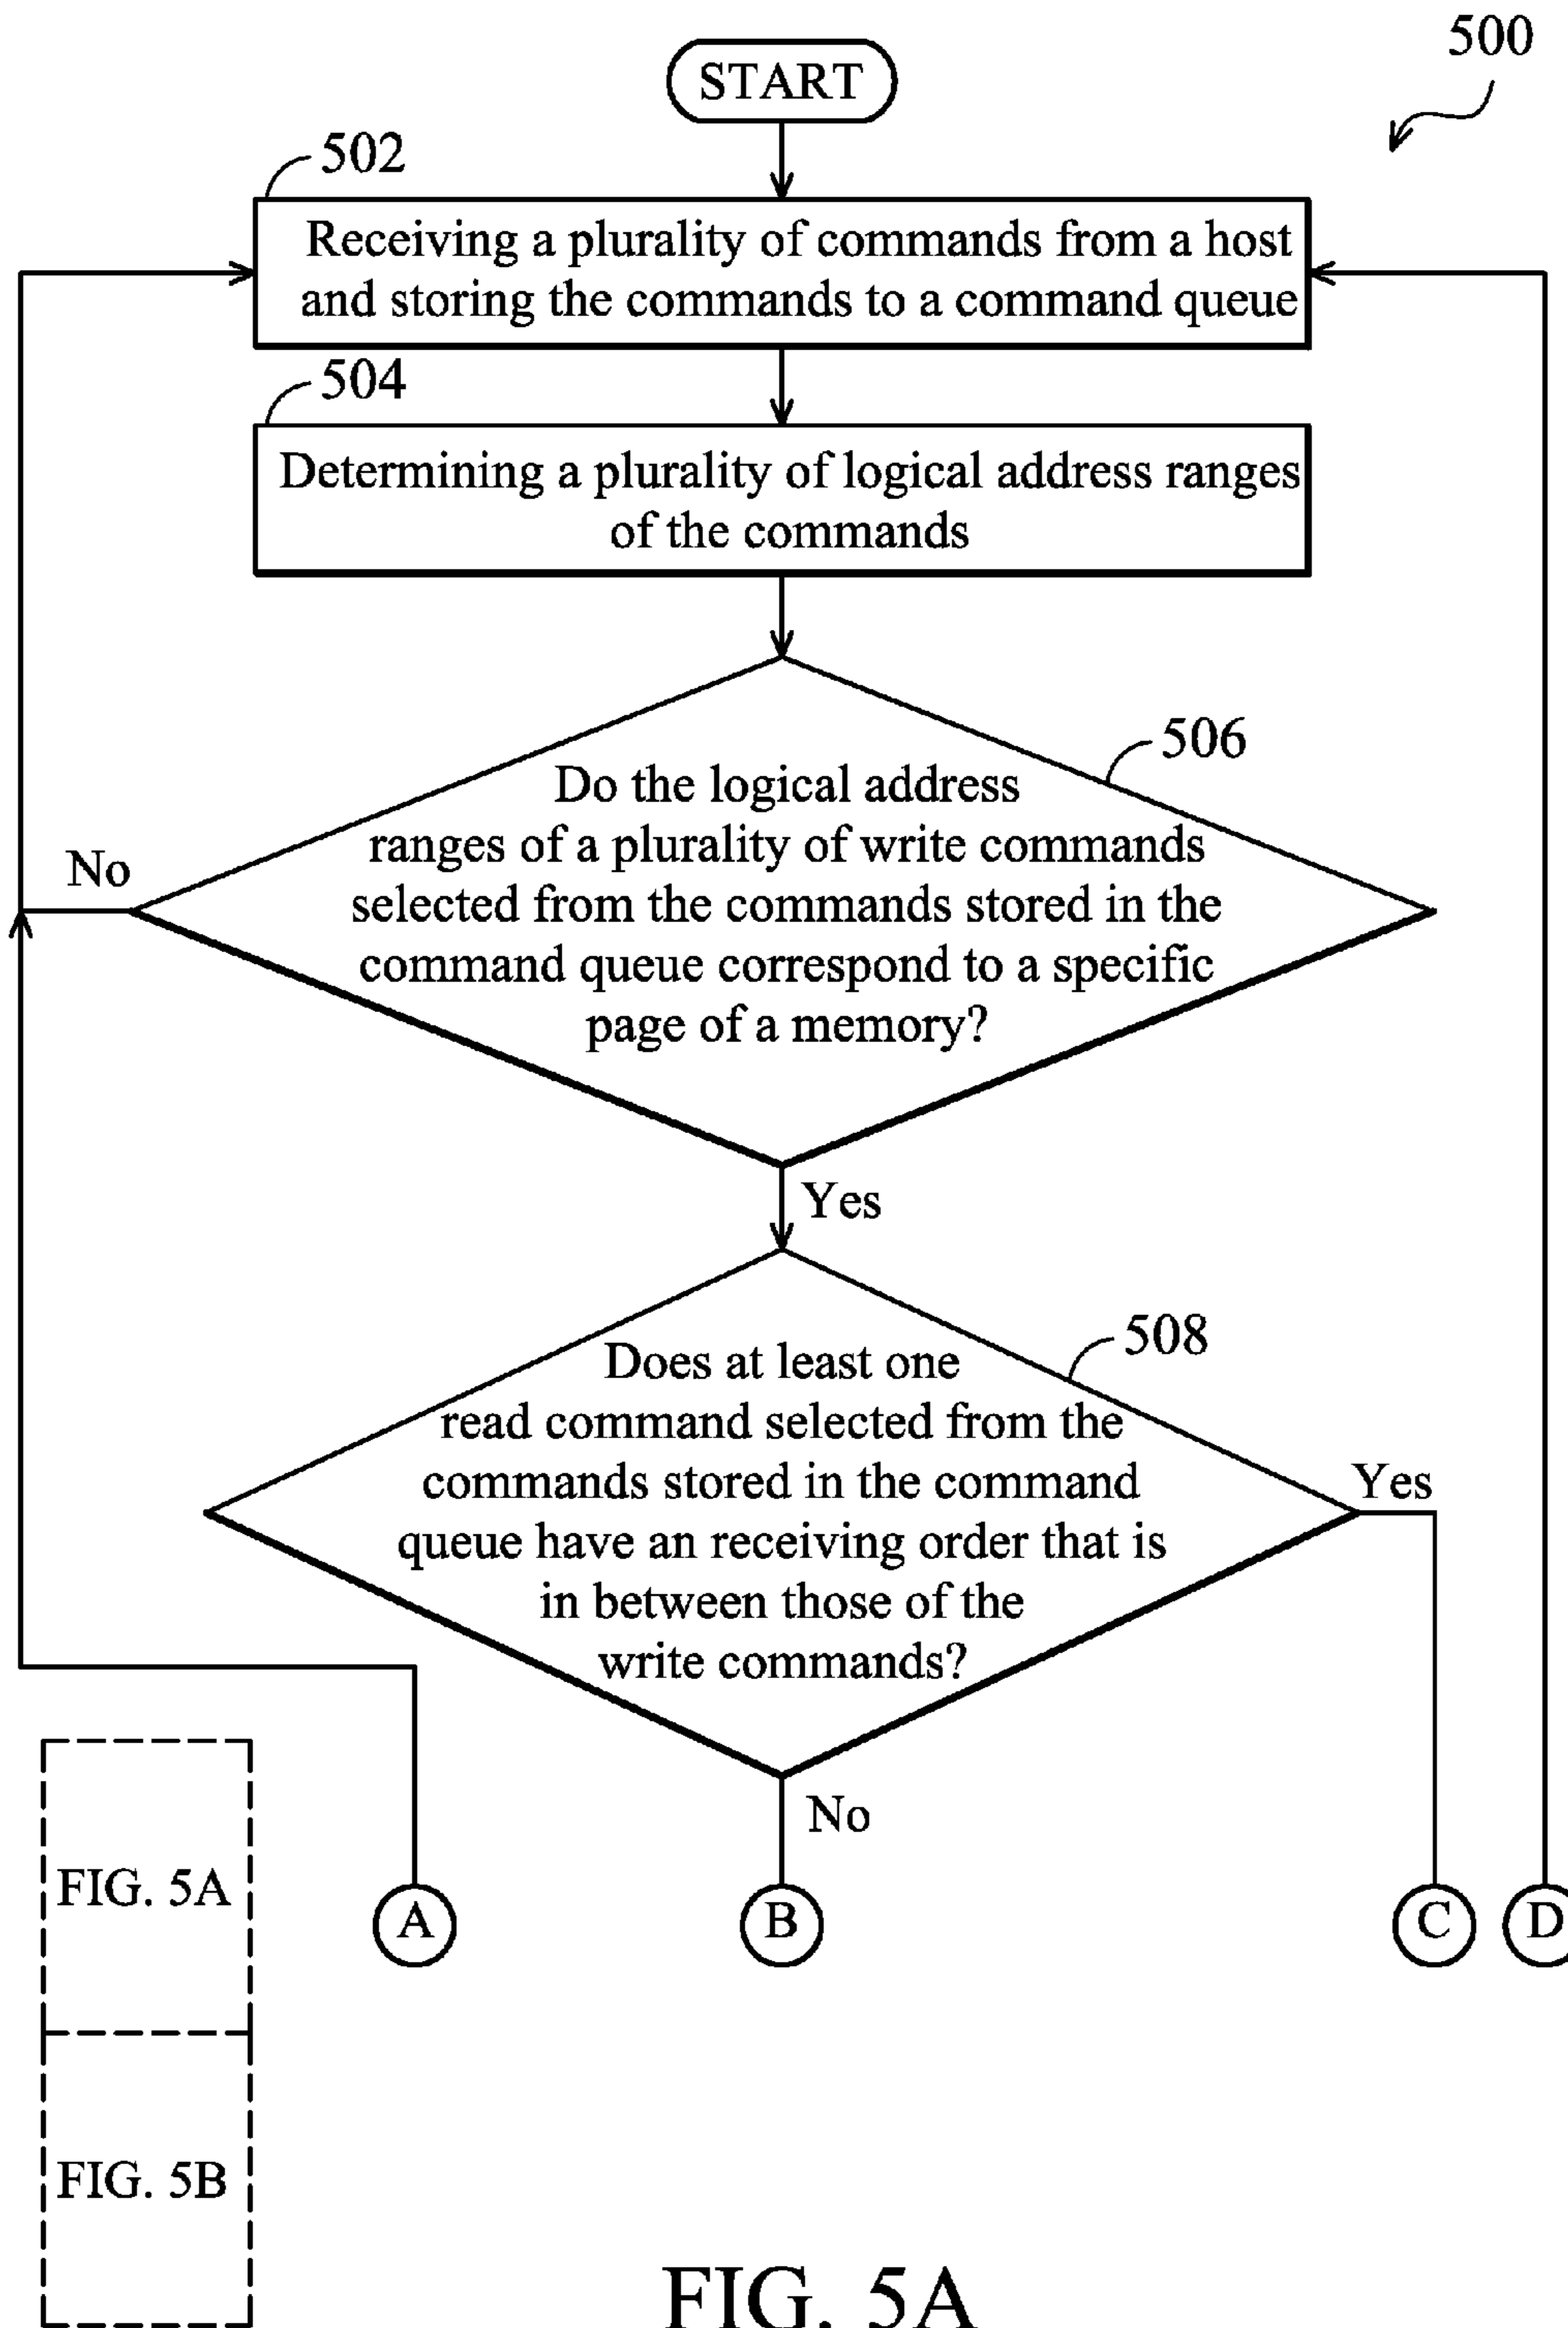 500
START
502
Receiving a plurality of commands from a host
and storing the commands to a command queue
504
Determining a plurality of logical address ranges
of the commands
506
Do the logical address
ranges of a plurality of write commands
selected from the commands stored in the
command queue correspond to a specific
page of a memory?
No
Yes
508
Does at least one
read command selected from the
commands stored in the command
queue have an receiving order that is
in between those of the
write commands?
Yes
No
FIG. 5A
A
B
C
D
FIG. 5B
FIG. 5A